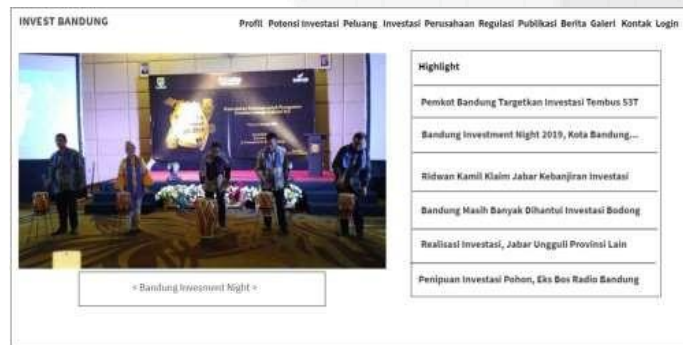 INVEST BANDUNG
Profil Potensi Investasi Peluang Investasi Perusahaan Regulasi Publikasi Berita Galeri Kontak Login
Highlight
Pemkot Bandung Targetkan Investasi Tembus 53T
Bandung Investment Night 2019, Kota Bandung...
Ridwan Kamil Klaim Jabar Kebanjiran Investasi
Bandung Masih Banyak Dihantui Investasi Bodong
Realisasi Investasi, Jabar Ungguli Provinsi Lain
Penipuan Investasi Pohon, Eks Bos Radio Bandung
< Bandung Invesment Night >